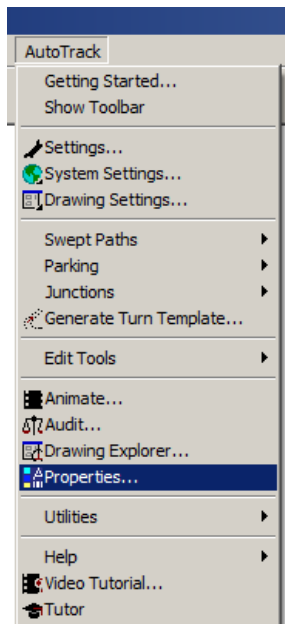 AutoTrack
Getting Started...
Show Toolbar
Settings...
System Settings...
Drawing Settings...
Swept Paths
Parking
Junctions
Generate Turn Template...
Edit Tools
Animate...
Audit...
Drawing Explorer...
Properties...
Utilities
Help
Video Tutorial...
Tutor